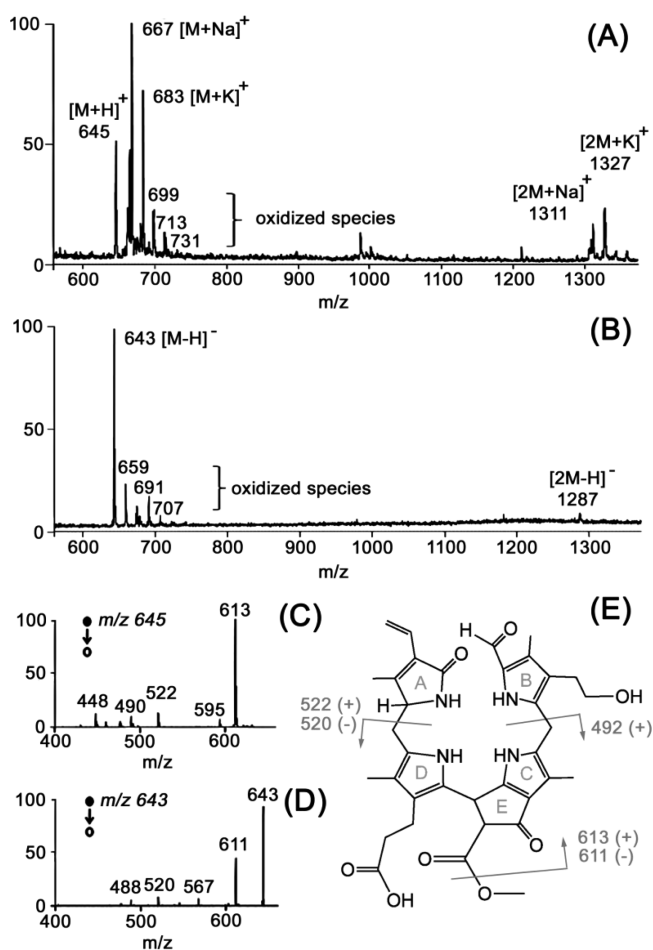 (A)
667 [M+Na]+
683 [M+K]+
[M+H]+
645
699
713
731
oxidized species
[2M+K]+
1327
[2M+Na]+
1311
100
50
0
600 700 800 900 1000 1100 1200 1300
m/z
(B)
643 [M-H]-
659
691
707
oxidized species
[2M-H]-
1287
100
50
0
600 700 800 900 1000 1100 1200 1300
m/z
(C)
m/z 645
613
448
490
522
595
100
50
0
400 500 600
(D)
m/z 643
643
611
488
520
567
100
50
0
400 500 600
m/z
(E)
H
O
O
A
B
NH
HN
OH
H
522 (+)
520 (-)
492 (+)
NH
HN
D
C
E
O
O
O
O
OH
613 (+)
611 (-)